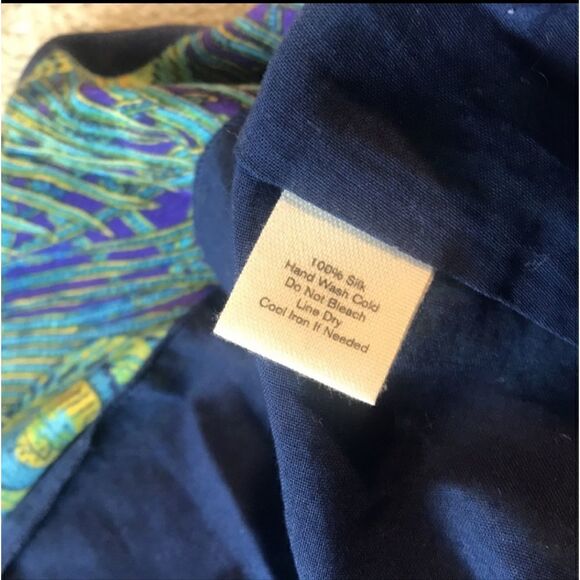 100% Silk
Hand Wash Cold
Do Not Bleach
Line Dry
Cool Iron If Needed